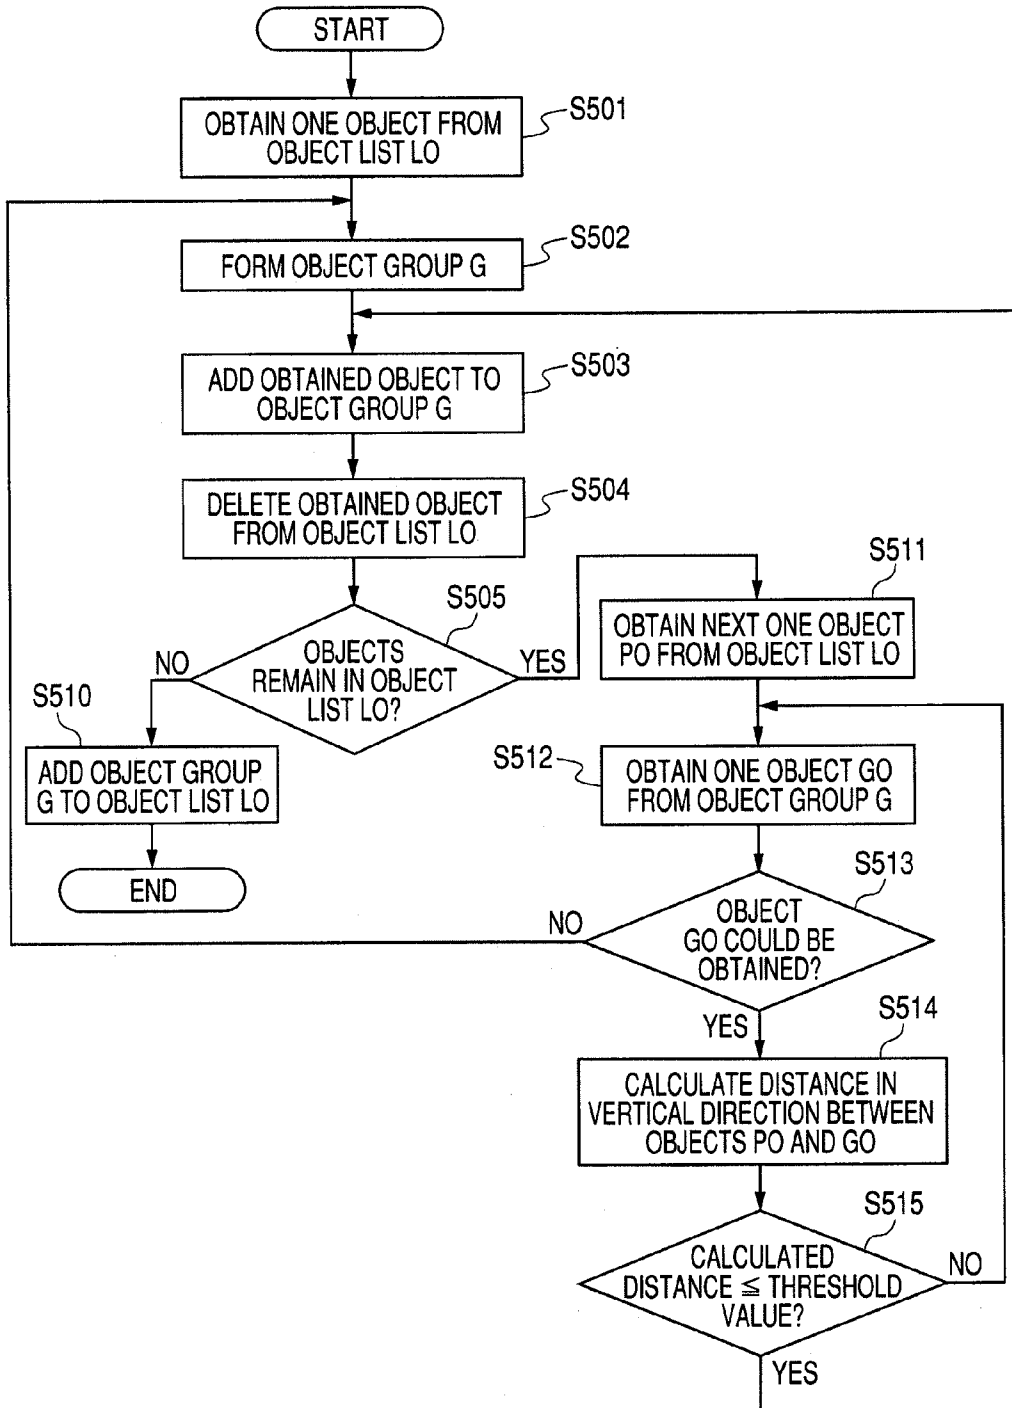 START
S501
OBTAIN ONE OBJECT FROM
OBJECT LIST LO
S502
FORM OBJECT GROUP G
S503
ADD OBTAINED OBJECT TO
OBJECT GROUP G
S504
DELETE OBTAINED OBJECT
FROM OBJECT LIST LO
S505
OBJECTS
REMAIN IN OBJECT
LIST LO?
NO
YES
S510
ADD OBJECT GROUP
G TO OBJECT LIST LO
END
S511
OBTAIN NEXT ONE OBJECT
PO FROM OBJECT LIST LO
S512
OBTAIN ONE OBJECT GO
FROM OBJECT GROUP G
S513
OBJECT
GO COULD BE
OBTAINED?
NO
YES
S514
CALCULATE DISTANCE IN
VERTICAL DIRECTION BETWEEN
OBJECTS PO AND GO
S515
CALCULATED
DISTANCE ≦ THRESHOLD
VALUE?
NO
YES